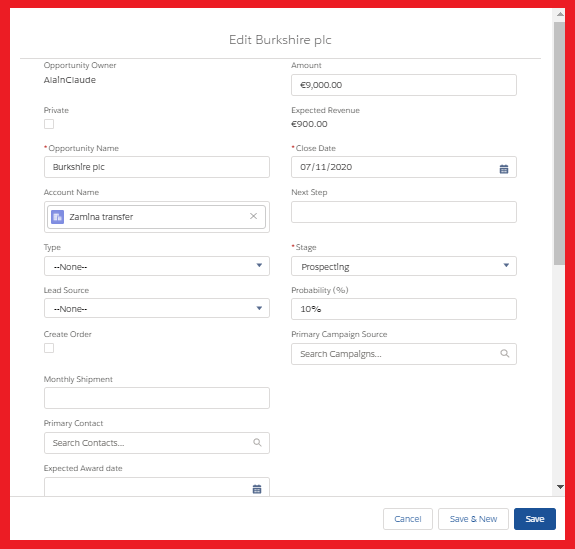 Edit Burkshire plc
Opportunity Owner
AlainClaude
Amount
€9,000.00
Private
Expected Revenue
€900.00
*Opportunity Name
Burkshire plc
*Close Date
07/11/2020
Account Name
Zamina transfer
Next Step
Type
--None--
*Stage
Prospecting
Lead Source
--None--
Probability (%)
10%
Create Order
Primary Campaign Source
Search Campaigns...
Monthly Shipment
Primary Contact
Search Contacts...
Expected Award date
Cancel
Save & New
Save